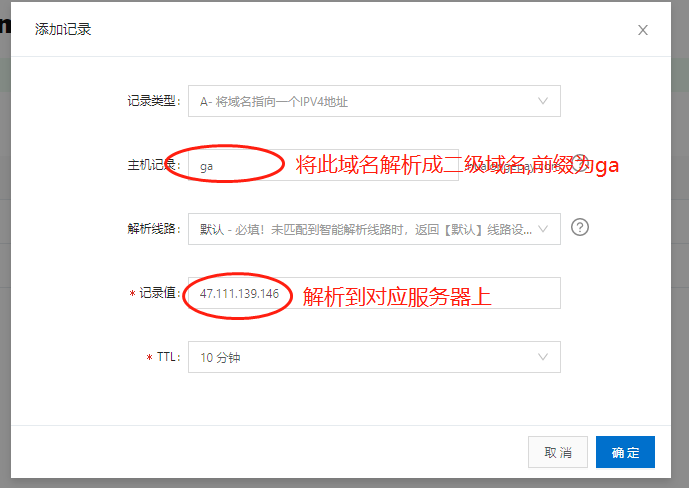 添加记录
记录类型:
A- 将域名指向一个IPV4地址
主机记录:
ga
将此域名解析成二级域名,前缀为ga
解析线路:
默认 - 必填！未匹配到智能解析线路时，返回【默认】线路设...
* 记录值:
47.111.139.146
解析到对应服务器上
* TTL:
10 分钟
取消
确定